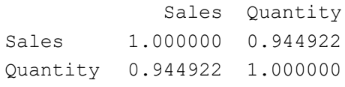 Sales Quantity
Sales 1.000000 0.944922
Quantity 0.944922 1.000000